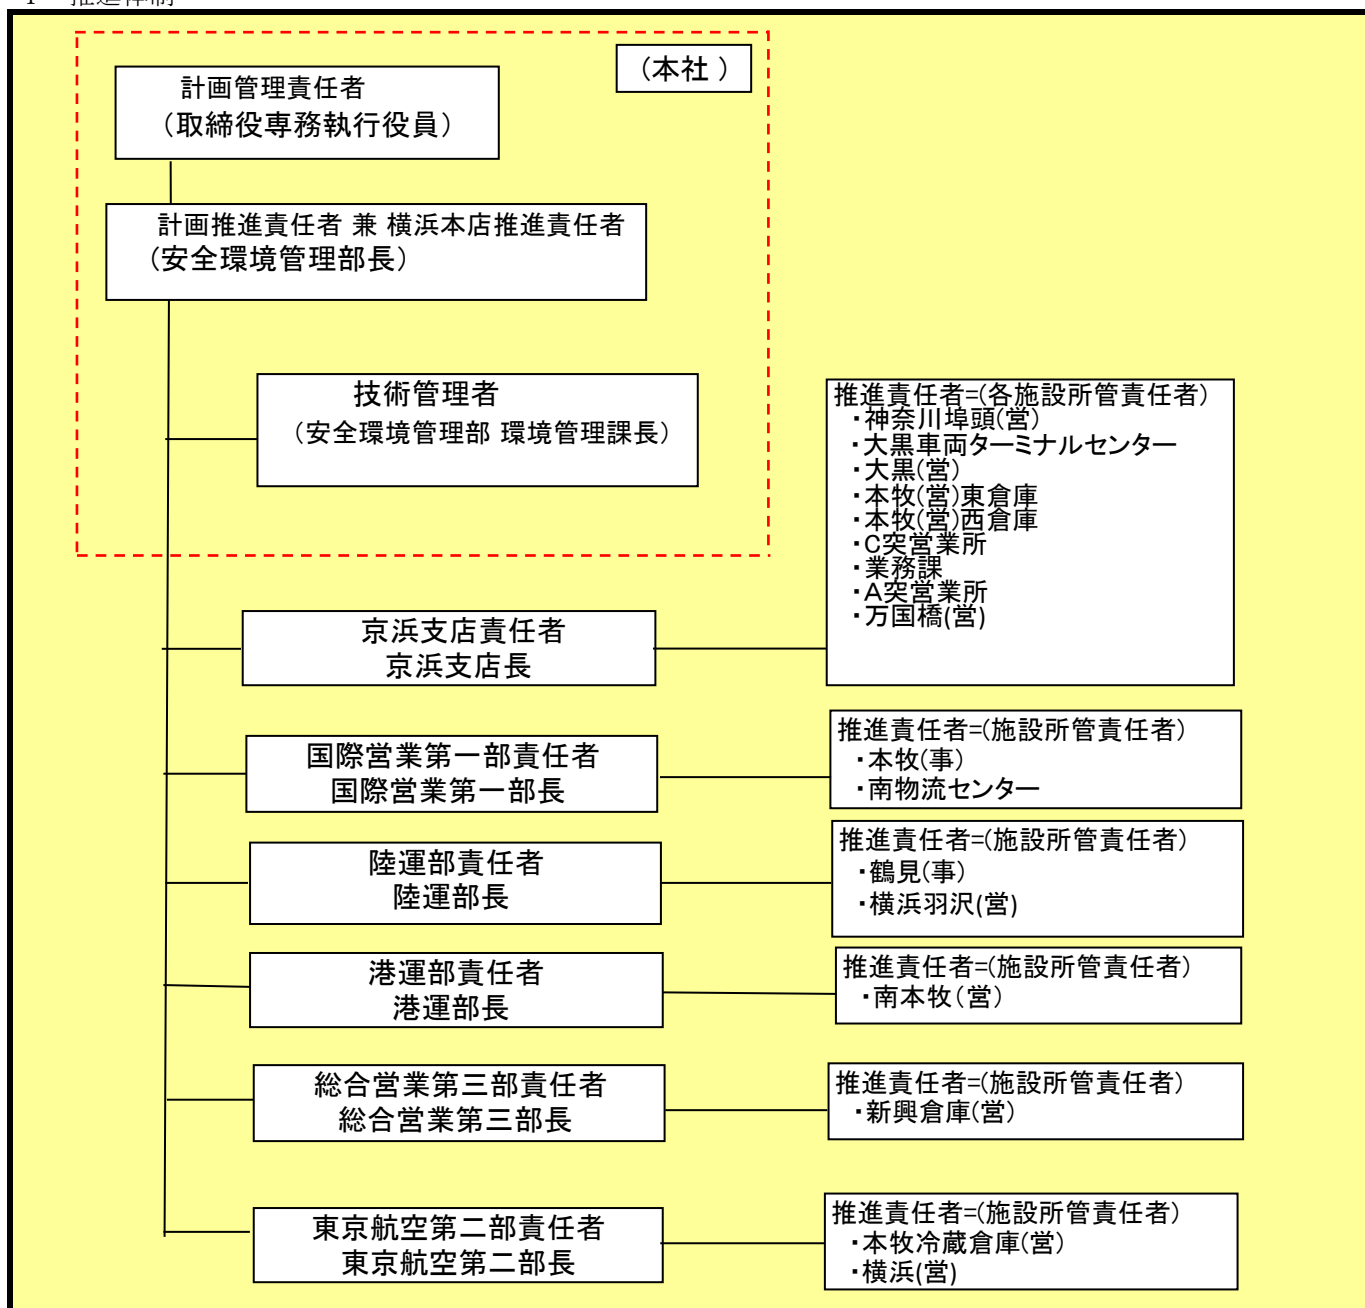 推進体制
(本社 )
計画管理責任者
（取締役専務執行役員）
計画推進責任者 兼 横浜本店推進責任者
（安全環境管理部長）
技術管理者
（安全環境管理部 環境管理課長）
推進責任者=(各施設所管責任者)
・神奈川埠頭(営)
・大黒車両ターミナルセンター
・大黒(営)
・本牧(営)東倉庫
・本牧(営)西倉庫
・C突営業所
・業務課
・A突営業所
・万国橋(営)
京浜支店責任者
京浜支店長
国際営業第一部責任者
国際営業第一部長
推進責任者=(施設所管責任者)
・本牧(事)
・南物流センター
陸運部責任者
陸運部長
推進責任者=(施設所管責任者)
・鶴見(事)
・横浜羽沢(営)
港運部責任者
港運部長
推進責任者=(施設所管責任者)
・南本牧（営）
総合営業第三部責任者
総合営業第三部長
推進責任者=(施設所管責任者)
・新興倉庫(営)
東京航空第二部責任者
東京航空第二部長
推進責任者=(施設所管責任者)
・本牧冷蔵倉庫(営)
・横浜(営)